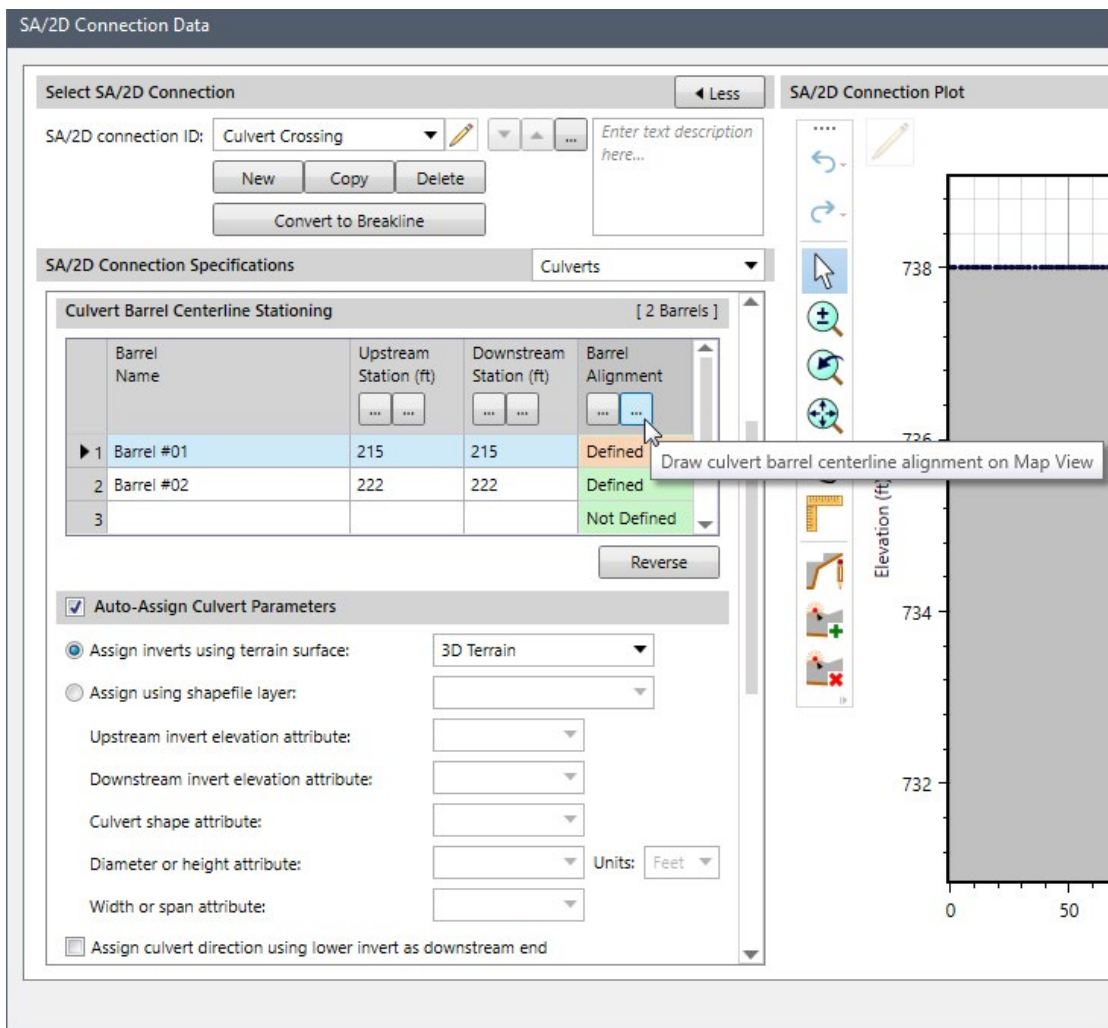 SA/2D Connection Data
Select SA/2D Connection
Less
SA/2D connection ID:
Culvert Crossing
...
Enter text description
here...
New
Copy
Delete
Convert to Breakline
SA/2D Connection Specifications
Culverts
Culvert Barrel Centerline Stationing
[ 2 Barrels ]
Barrel
Name
Upstream
Station (ft)
Downstream
Station (ft)
Barrel
Alignment
... ... ... ... ... ...
1 Barrel #01 215 215 Defined
2 Barrel #02 222 222 Defined
3 Not Defined
Draw culvert barrel centerline alignment on Map View
Reverse
Auto-Assign Culvert Parameters
Assign inverts using terrain surface:
3D Terrain
Assign using shapefile layer:
Upstream invert elevation attribute:
Downstream invert elevation attribute:
Culvert shape attribute:
Diameter or height attribute:
Units:
Feet
Width or span attribute:
Assign culvert direction using lower invert as downstream end
SA/2D Connection Plot
738
736
734
732
Elevation (ft)
0
50